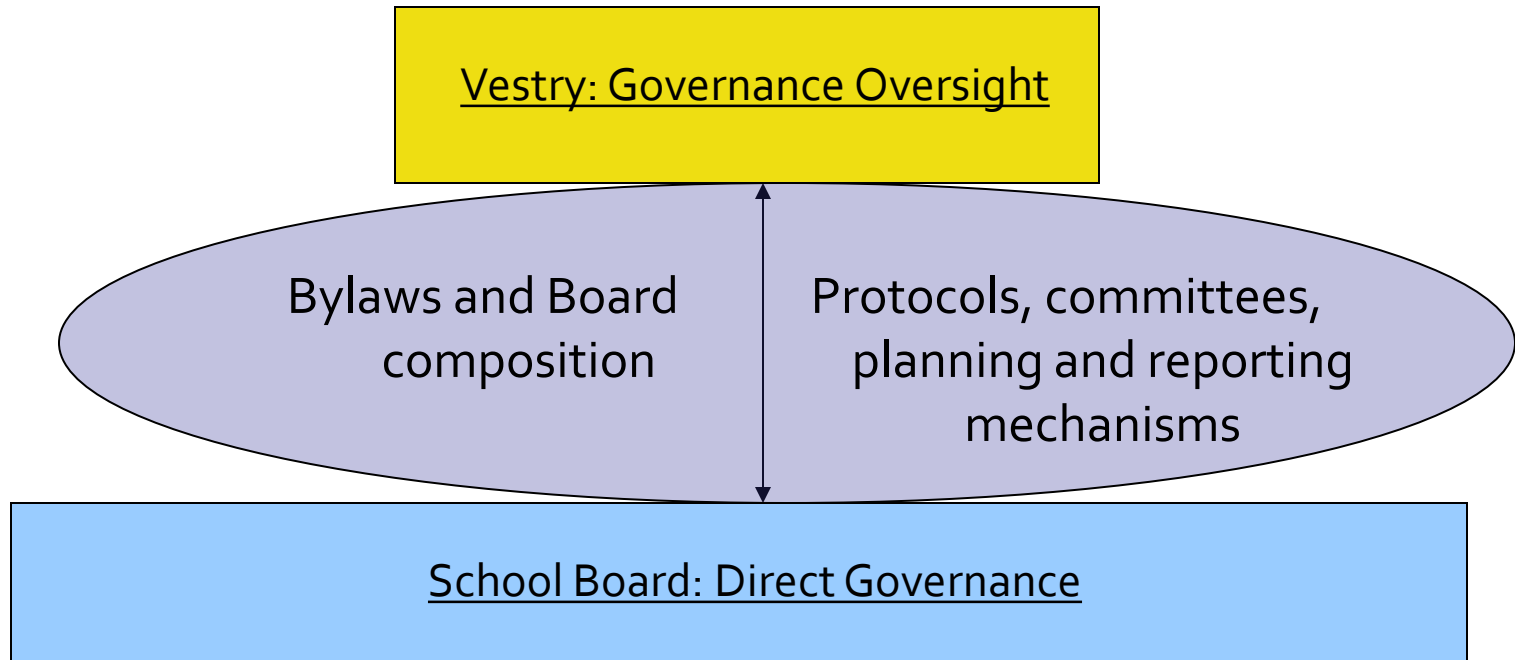 Vestry: Governance Oversight
Bylaws and Board
composition
Protocols, committees,
planning and reporting
mechanisms
School Board: Direct Governance